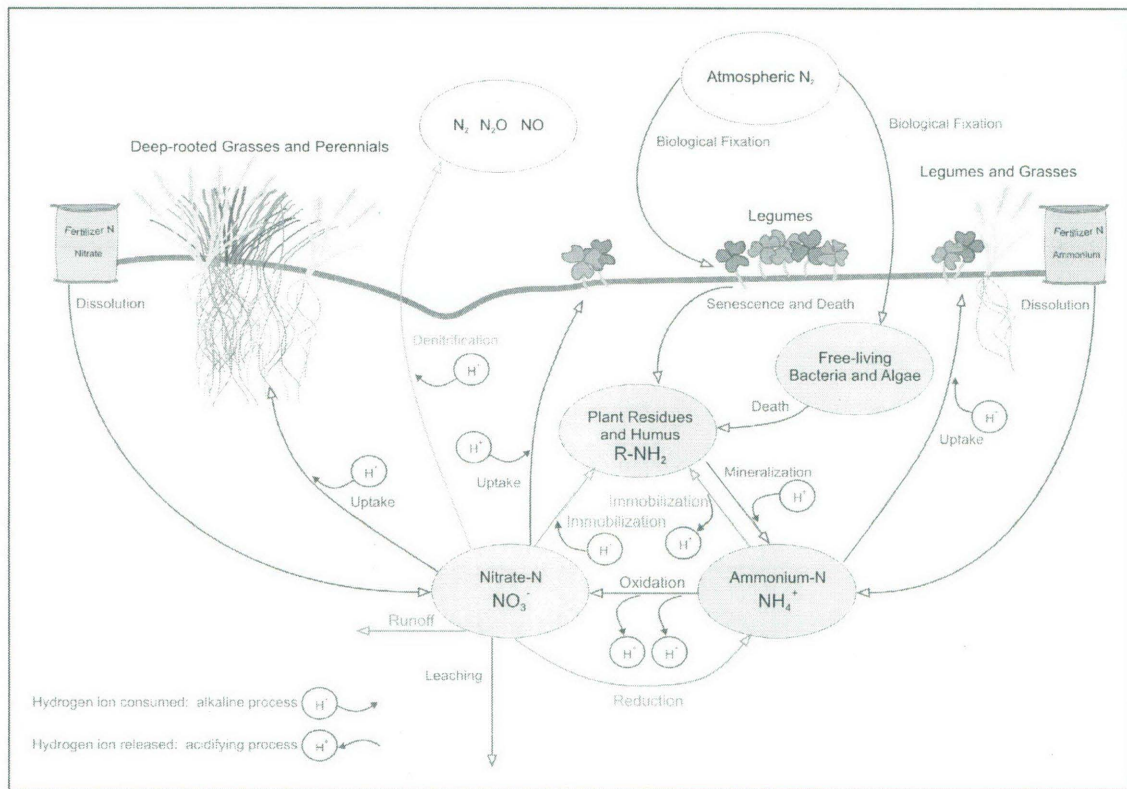 Atmospheric N₂
N₂ N₂O NO
Biological Fixation
Biological Fixation
Deep-rooted Grasses and Perennials
Legumes and Grasses
Fertilizer N
Nitrate
Legumes
Fertilizer N
Ammonium
Dissolution
Senescence and Death
Dissolution
Denitrification
H⁺
Free-living
Bacteria and Algae
Death
Plant Residues
and Humus
R-NH₂
H⁺
Uptake
H⁺
Uptake
H⁺
Uptake
Mineralization
H⁺
Immobilization
Immobilization
H⁺
H⁺
Nitrate-N
NO₃⁻
Oxidation
Ammonium-N
NH₄⁺
H⁺ H⁺
Runoff
Leaching
Reduction
Hydrogen ion consumed: alkaline process H⁺
Hydrogen ion released: acidifying process H⁺